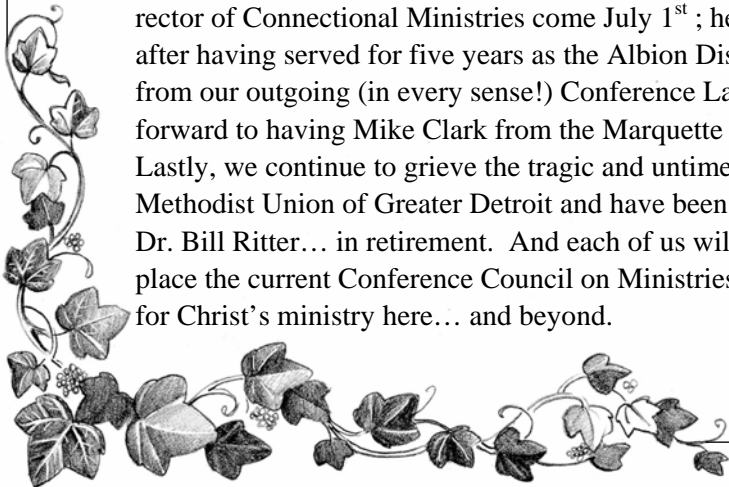 rector of Connectional Ministries come July 1st ; he
after having served for five years as the Albion Dis
from our outgoing (in every sense!) Conference La
forward to having Mike Clark from the Marquette
Lastly, we continue to grieve the tragic and untime
Methodist Union of Greater Detroit and have been
Dr. Bill Ritter… in retirement. And each of us wil
place the current Conference Council on Ministries
for Christ’s ministry here… and beyond.